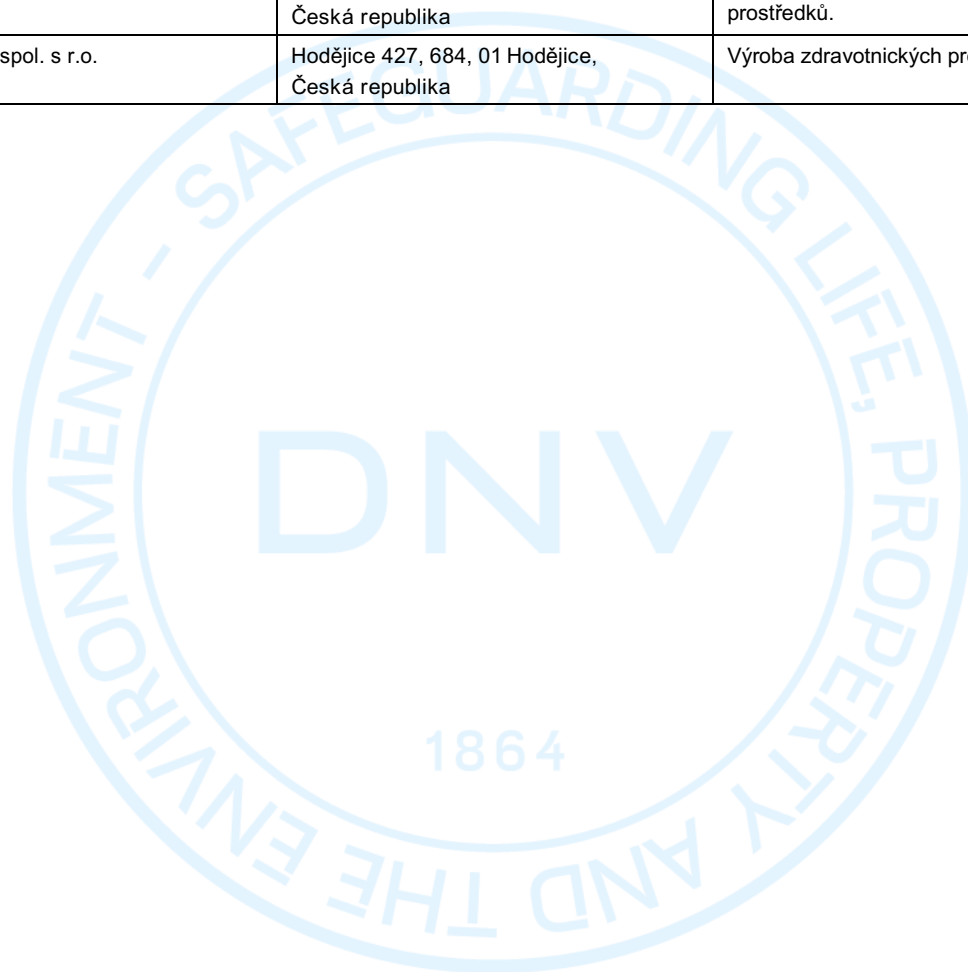 Česká republika
prostředků.
spol. s r.o.
Hodějice 427, 684, 01 Hodějice,
Česká republika
Výroba zdravotnických
SAFEGUARDING LIFE, PROPERTY AND THE ENVIRONMENT -
DNV
1864